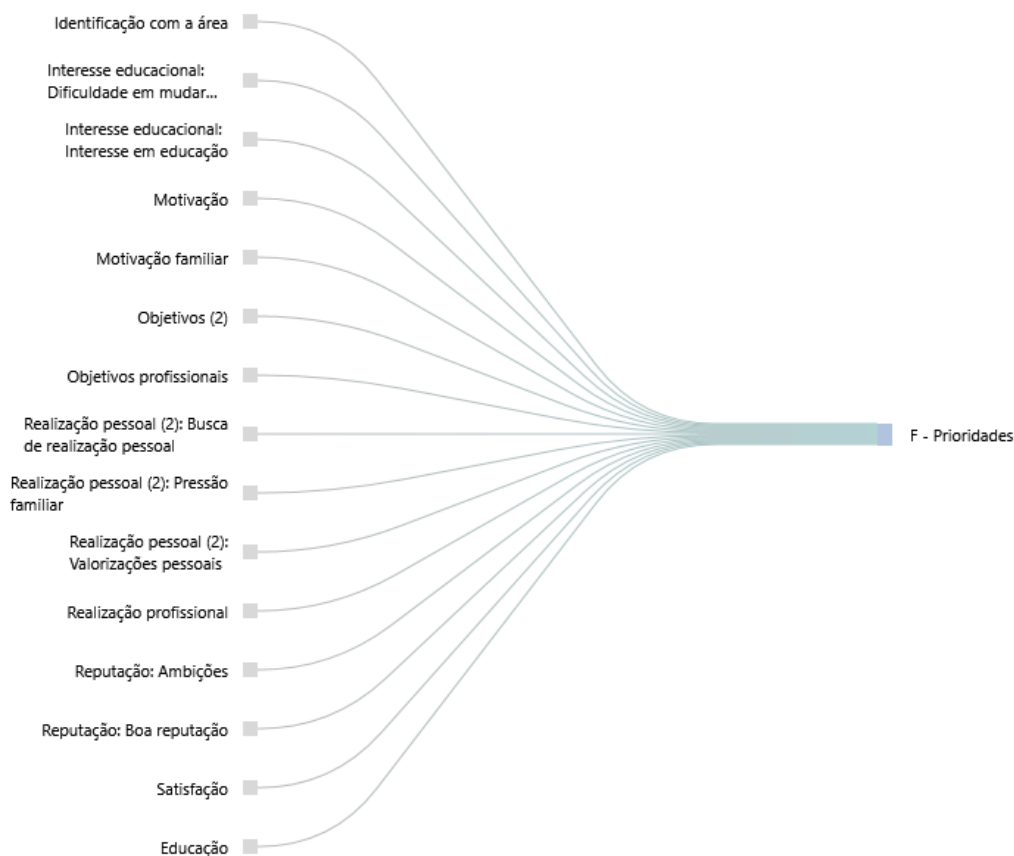 Identificação com a área
Interesse educacional:
Dificuldade em mudar...
Interesse educacional:
Interesse em educação
Motivação
Motivação familiar
Objetivos (2)
Objetivos profissionais
Realização pessoal (2): Busca
de realização pessoal
Realização pessoal (2): Pressão
familiar
Realização pessoal (2):
Valorizações pessoais
Realização profissional
Reputação: Ambições
Reputação: Boa reputação
Satisfação
Educação
F - Prioridades